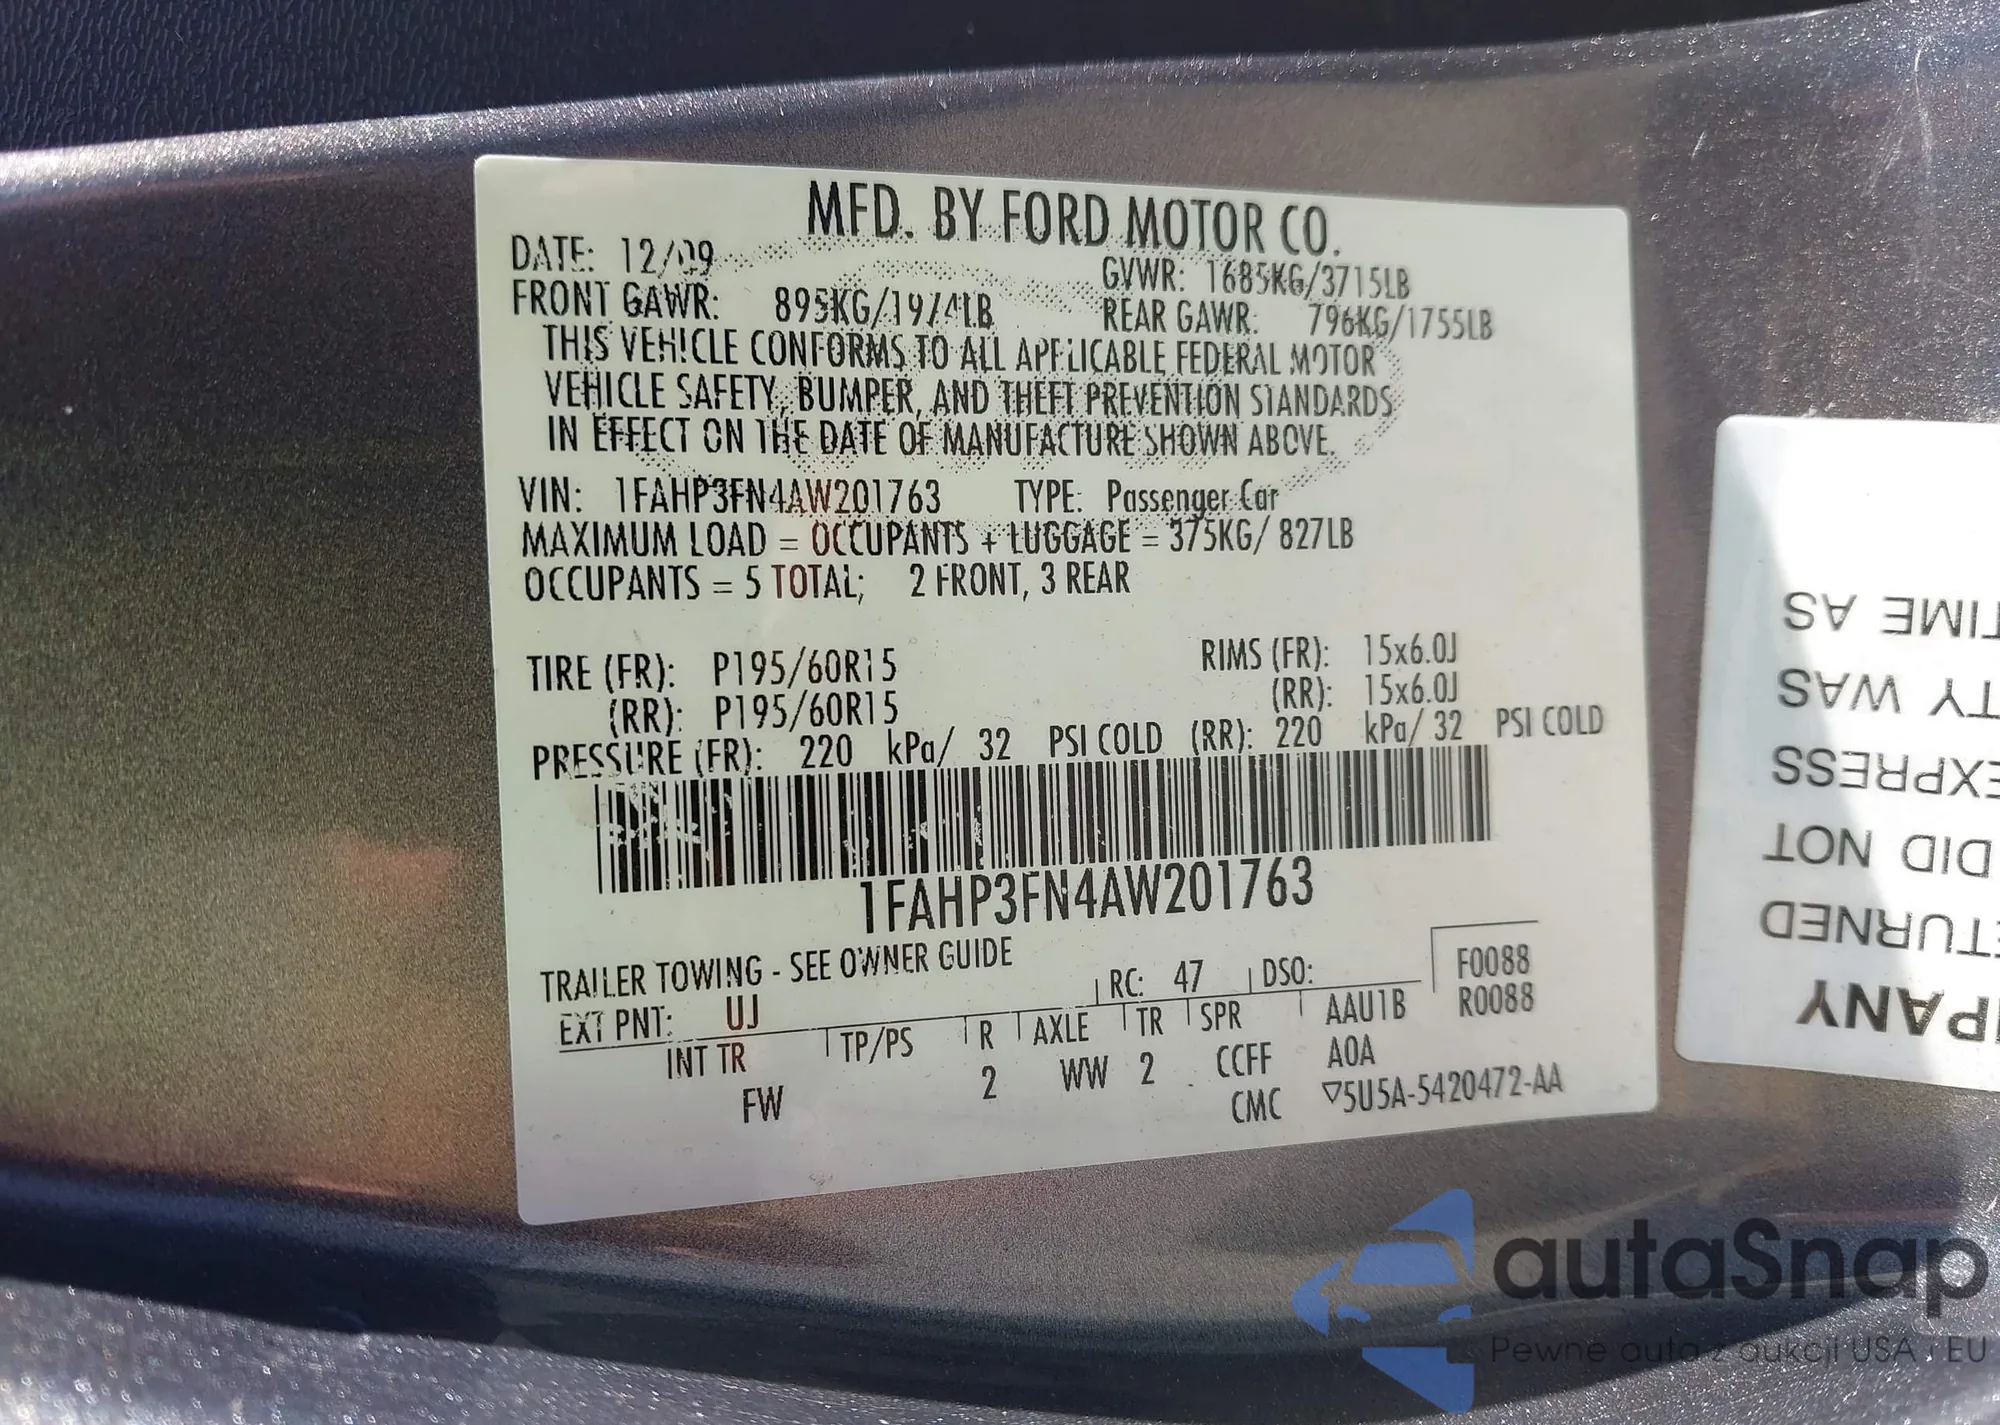 MFD. BY FORD MOTOR CO.
DATE: 12/09 GVWR: 1685KG/3715LB
FRONT GAWR: 895KG/1974LB REAR GAWR: 796KG/1755LB
THIS VEHICLE CONFORMS TO ALL APPLICABLE FEDERAL MOTOR
VEHICLE SAFETY, BUMPER, AND THEFT PREVENTION STANDARDS
IN EFFECT ON THE DATE OF MANUFACTURE SHOWN ABOVE.
VIN: 1FAHP3FN4AW201763 TYPE: Passenger Car
MAXIMUM LOAD = OCCUPANTS + LUGGAGE = 375KG/ 827LB
OCCUPANTS = 5 TOTAL; 2 FRONT, 3 REAR
TIRE (FR): P195/60R15 RIMS (FR): 15x6.0J
(RR): P195/60R15 (RR): 15x6.0J
PRESSURE (FR): 220 kPa/ 32 PSI COLD (RR): 220 kPa/ 32 PSI COLD
1FAHP3FN4AW201763
TRAILER TOWING - SEE OWNER GUIDE
RC: 47 DSO: F0088
EXT PNT: UJ R0088
INT TR TP/PS R AXLE TR SPR AAU1B
FW 2 WW 2 CCFF A0A
CMC ▽5U5A-5420472-AA
PANY
ETURNED
DID NOT
EXPRESS
TY WAS
TIME AS
autaSnap
Pewne auta z aukcji USA i EU